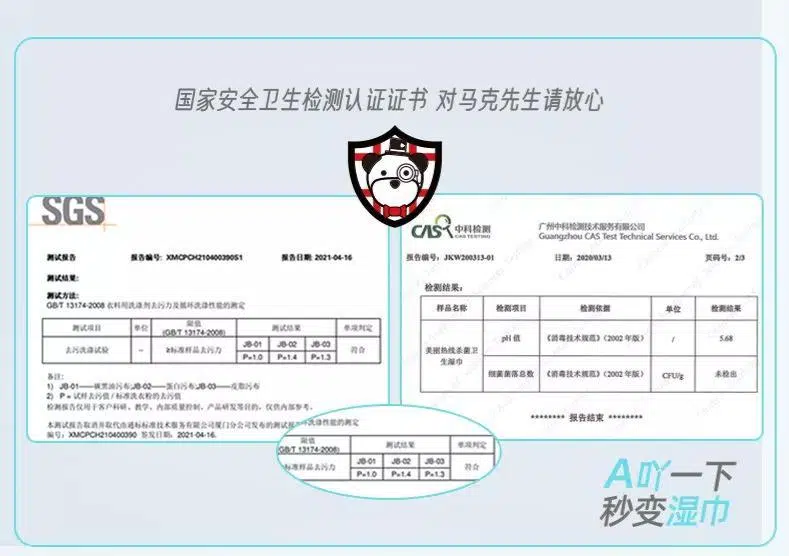 国家安全卫生检测认证证书 对马克先生请放心
SGS
测试报告 报告编号: XMCPCH21040039051 报告日期: 2021-04-16
测试结果:
测试方法:
GB/T 13174-2008 衣料用洗涤剂去污力及循环洗涤性能的测定
测试项目 单位 限值 (GB/T 13174-2008) 测试结果 单项判定
去污洗涤试验 -- ≥标准样品去污力 JB-01 JB-02 JB-03 符合
P=1.0 P=1.4 P=1.3
备注:
1) JB-01——碳黑油污布;JB-02——蛋白污布;JB-03——皮脂污布
2) P = 试样去污值 / 标准洗衣粉的去污值
检测报告仅用于客户科研、教学、内部质量控制、产品研发等目的，仅供内部参考。
本测试报告取消并取代由通标标准技术服务有限公司厦门分公司发布的测试报
编号: XMCPCH210400390 签发日期: 2021-04-16.
CAS 中科检测
CAS TESTING
广州中科检测技术服务有限公司
Guangzhou CAS Test Technical Services Co., Ltd.
报告编号: JKW200313-01 日期: 2020/03/13 页码号: 2/3
检测结果:
样品名称 检测项目 检测依据 单位 检测结果
美丽热线杀菌卫生湿巾 pH 值 《消毒技术规范》（2002 年版） / 5.68
细菌菌落总数 《消毒技术规范》（2002 年版） CFU/g 未检出
******** 报告结束 ********
洗涤性能的测定
限值 测试结果 单项判定
GB/T 13174-2008)
标准样品去污力 JB-01 JB-02 JB-03 符合
P=1.0 P=1.4 P=1.3
A吖一下
秒变湿巾